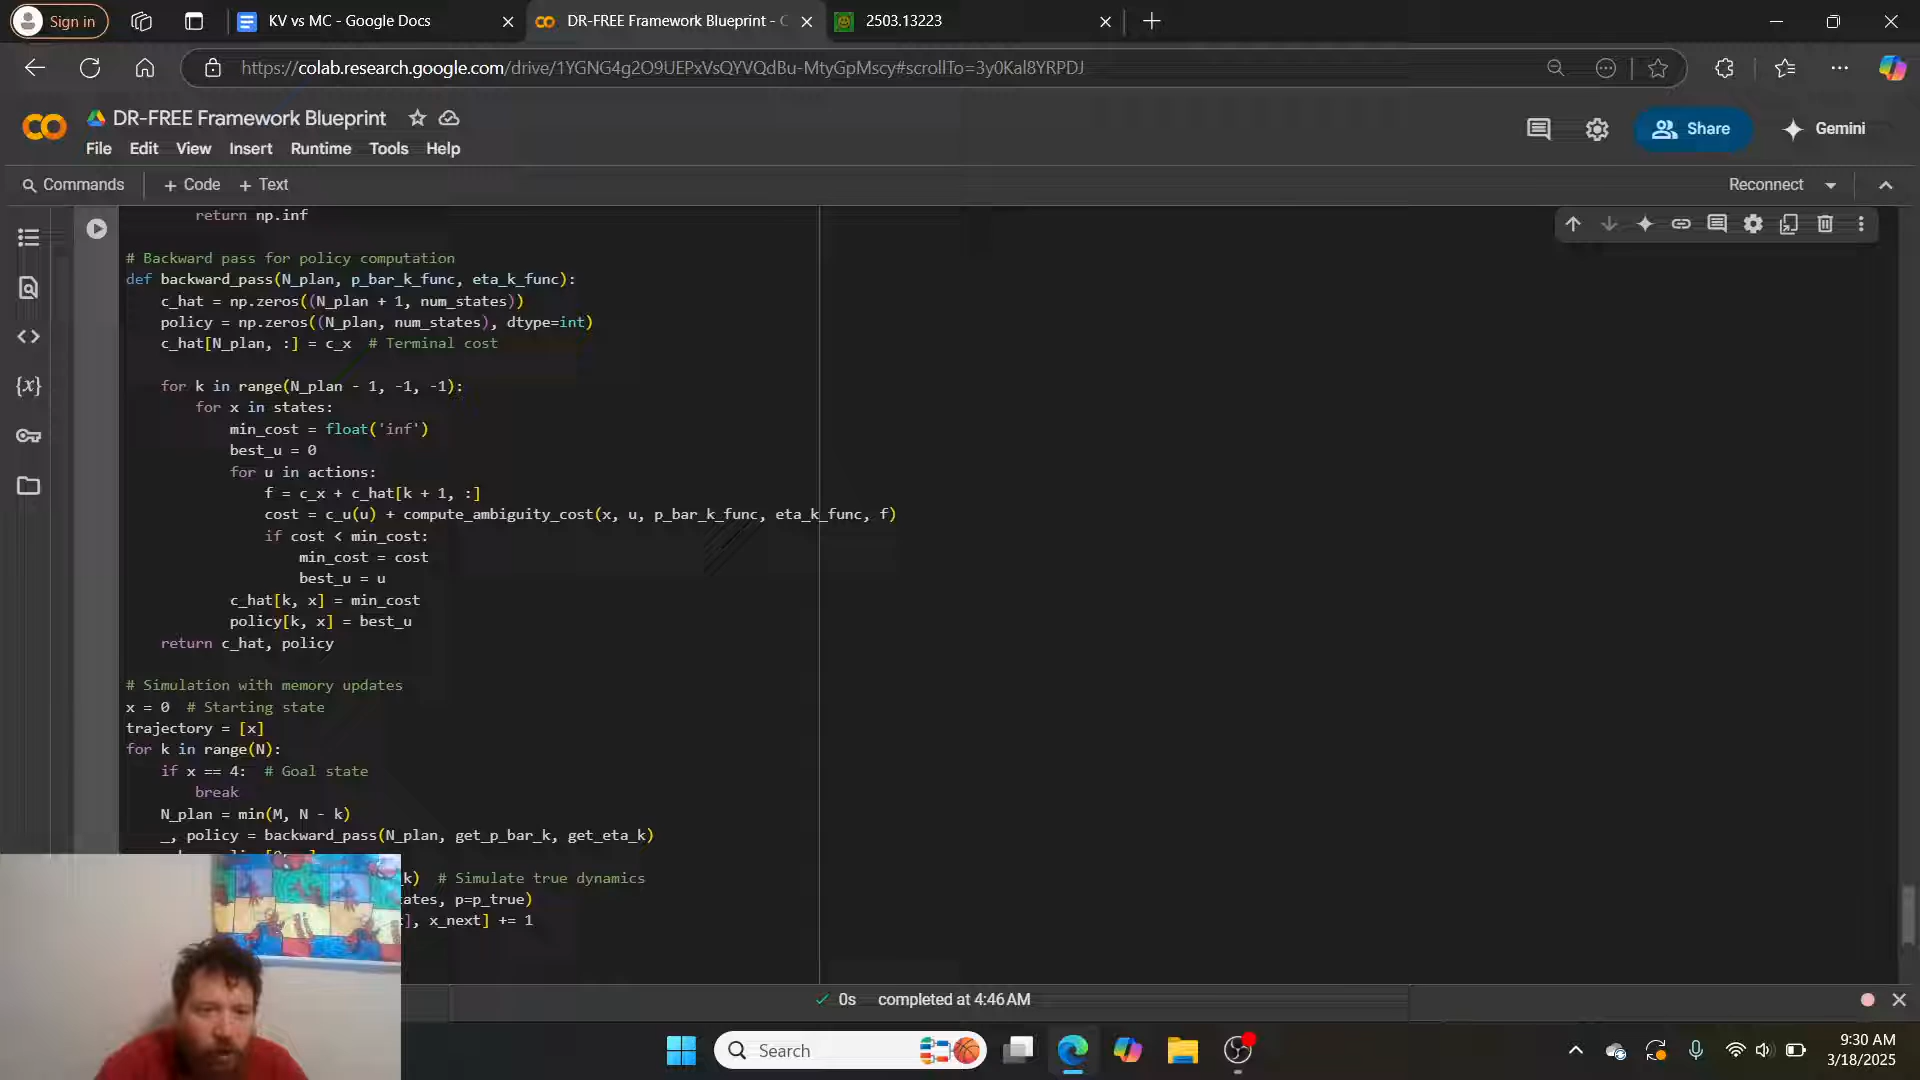 Sign in
KV vs MC - Google Docs
DR-FREE Framework Blueprint - C
2503.13223
https://colab.research.google.com/drive/1YGNG4g2O9UEPxVsQYVQdBu-MtyGpMscy#scrollTo=3y0Kal8YRPDJ
DR-FREE Framework Blueprint
File Edit View Insert Runtime Tools Help
Share
Gemini
Commands
+ Code + Text
Reconnect
return np.inf
# Backward pass for policy computation
def backward_pass(N_plan, p_bar_k_func, eta_k_func):
c_hat = np.zeros((N_plan + 1, num_states))
policy = np.zeros((N_plan, num_states), dtype=int)
c_hat[N_plan, :] = c_x  # Terminal cost
for k in range(N_plan - 1, -1, -1):
for x in states:
min_cost = float('inf')
best_u = 0
for u in actions:
f = c_x + c_hat[k + 1, :]
cost = c_u(u) + compute_ambiguity_cost(x, u, p_bar_k_func, eta_k_func, f)
if cost < min_cost:
min_cost = cost
best_u = u
c_hat[k, x] = min_cost
policy[k, x] = best_u
return c_hat, policy
# Simulation with memory updates
x = 0  # Starting state
trajectory = [x]
for k in range(N):
if x == 4:  # Goal state
break
N_plan = min(M, N - k)
_, policy = backward_pass(N_plan, get_p_bar_k, get_eta_k)
_k)  # Simulate true dynamics
ates, p=p_true)
], x_next] += 1
0s completed at 4:46 AM
Search
9:30 AM
3/18/2025